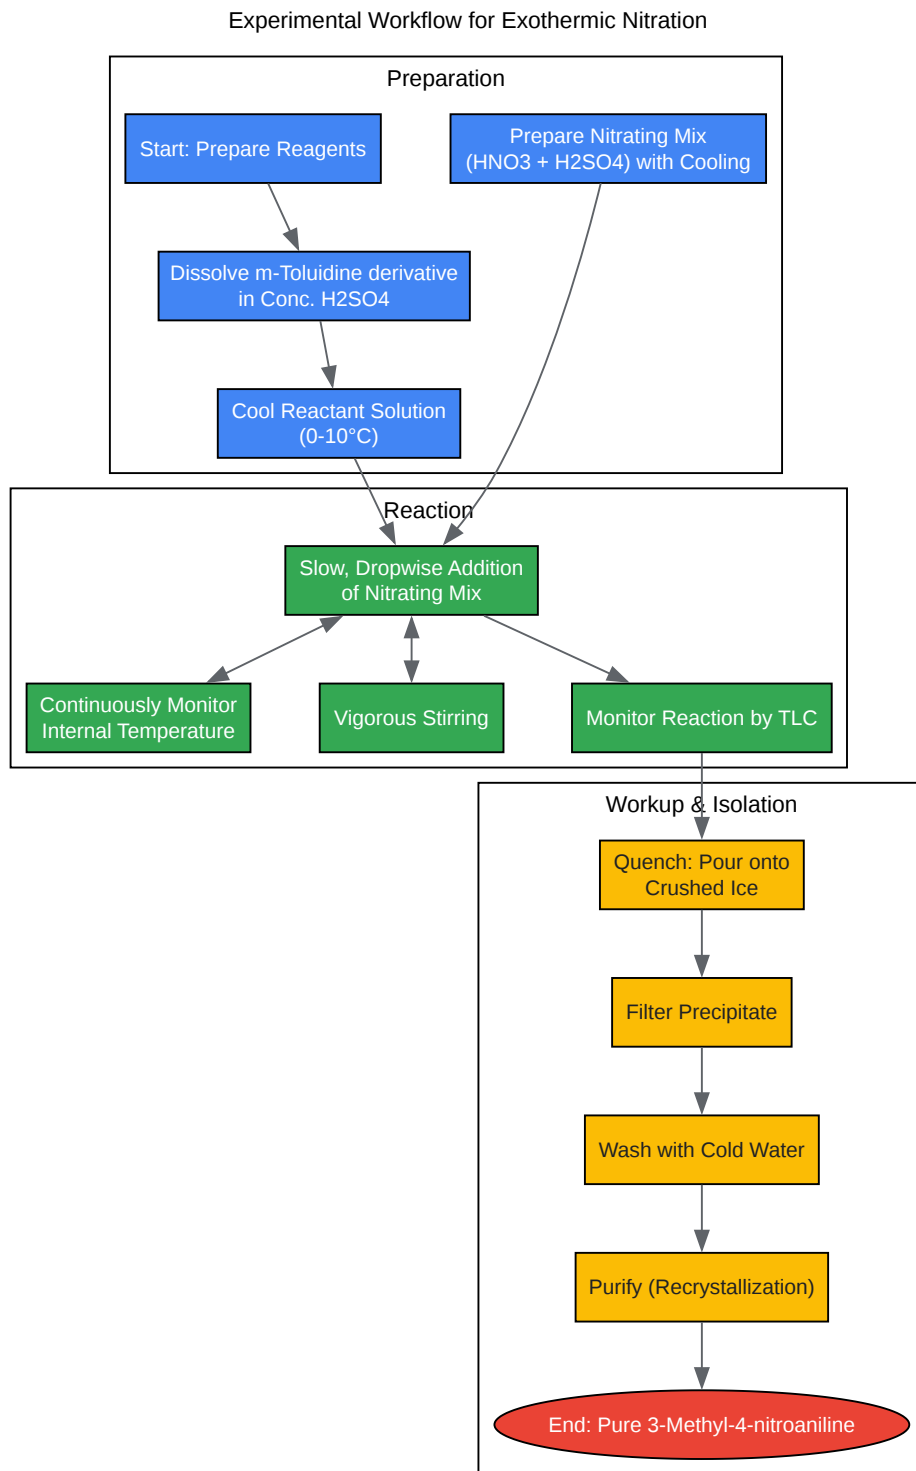 Experimental Workflow for Exothermic Nitration
Preparation
Start: Prepare Reagents
Prepare Nitrating Mix
(HNO3 + H2SO4) with Cooling
Dissolve m-Toluidine derivative
in Conc. H2SO4
Cool Reactant Solution
(0-10°C)
Reaction
Slow, Dropwise Addition
of Nitrating Mix
Continuously Monitor
Internal Temperature
Vigorous Stirring
Monitor Reaction by TLC
Workup & Isolation
Quench: Pour onto
Crushed Ice
Filter Precipitate
Wash with Cold Water
Purify (Recrystallization)
End: Pure 3-Methyl-4-nitroaniline